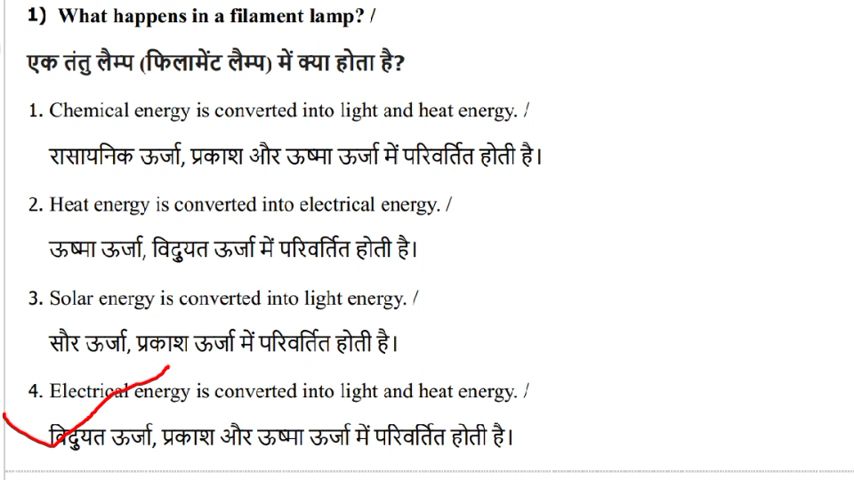 1) What happens in a filament lamp? /
एक तंतु लैम्प (फिलामेंट लैम्प) में क्या होता है?
1. Chemical energy is converted into light and heat energy. /
रासायनिक ऊर्जा, प्रकाश और ऊष्मा ऊर्जा में परिवर्तित होती है।
2. Heat energy is converted into electrical energy. /
ऊष्मा ऊर्जा, विदुयत ऊर्जा में परिवर्तित होती है।
3. Solar energy is converted into light energy. /
सौर ऊर्जा, प्रकाश ऊर्जा में परिवर्तित होती है।
4. Electrical energy is converted into light and heat energy. /
विदुयत ऊर्जा, प्रकाश और ऊष्मा ऊर्जा में परिवर्तित होती है।